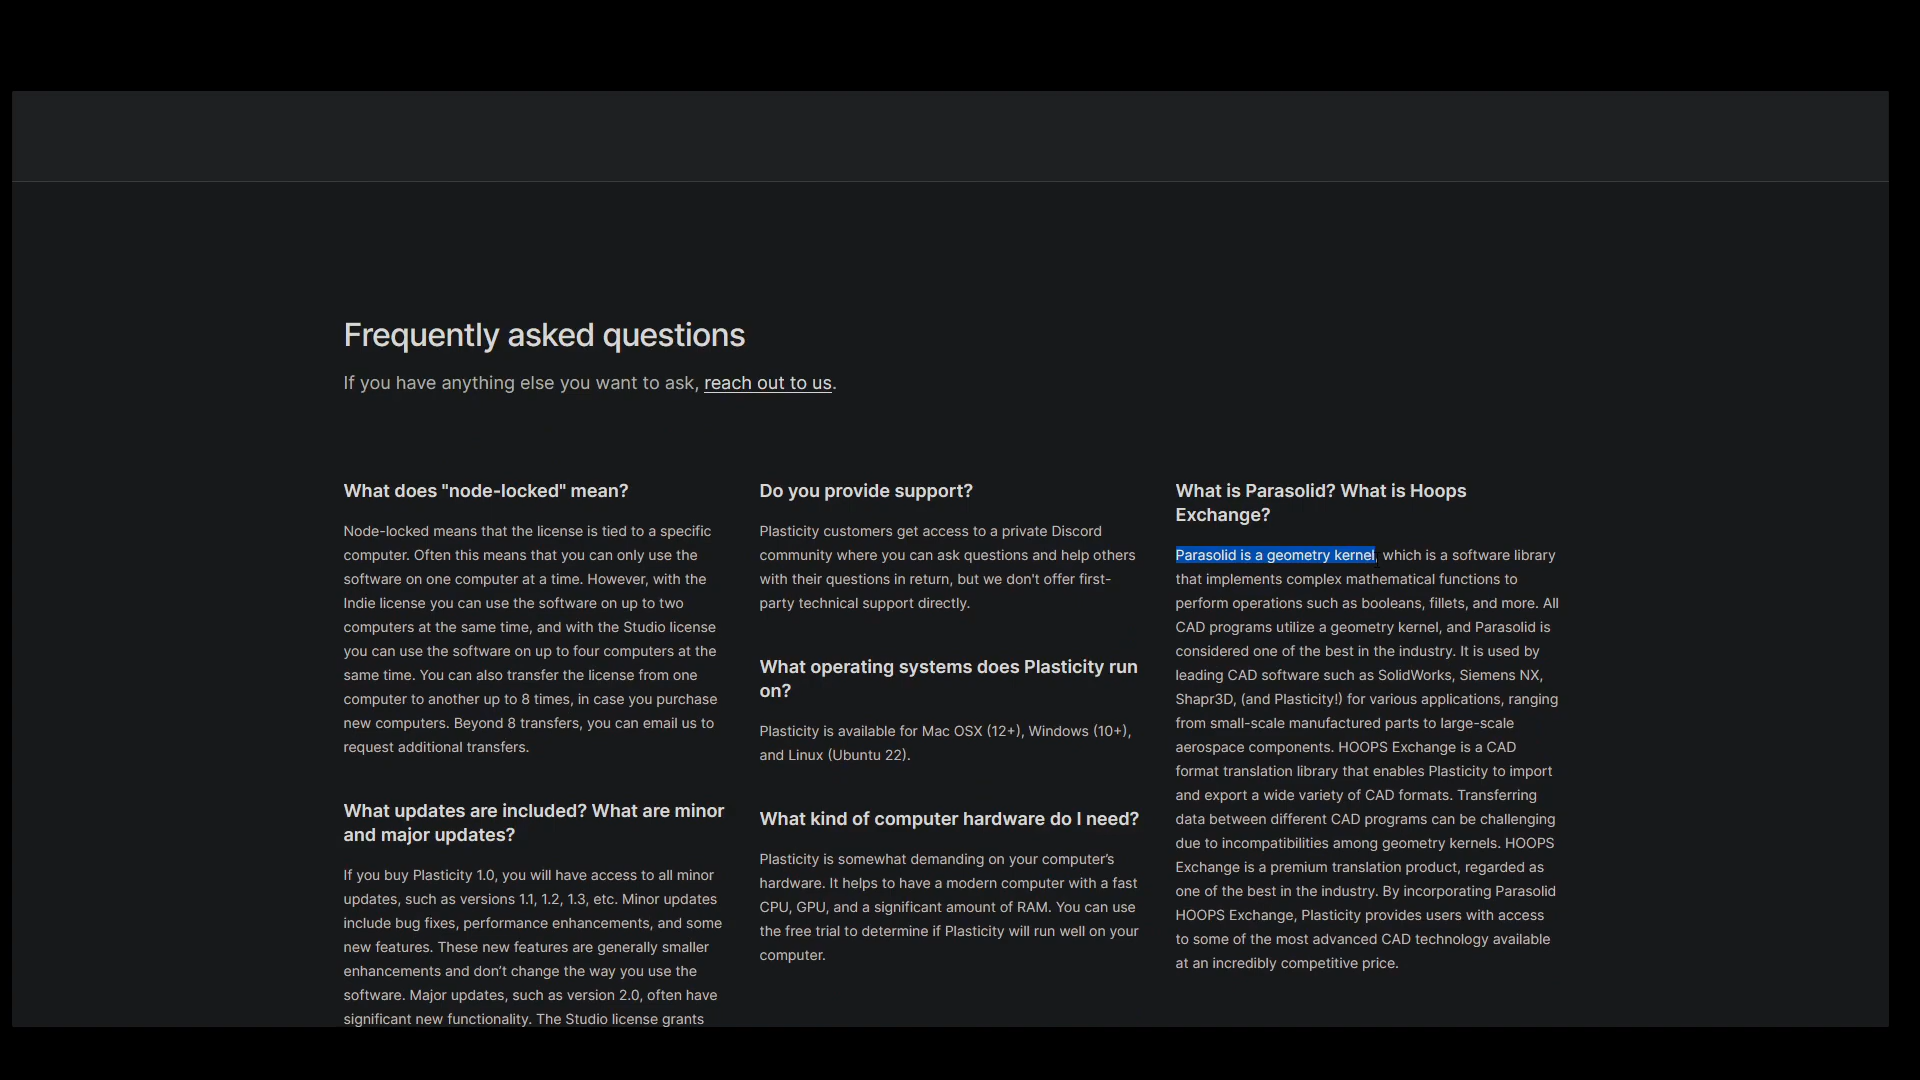 Frequently asked questions
If you have anything else you want to ask, reach out to us.
What does "node-locked" mean?
Node-locked means that the license is tied to a specific
computer. Often this means that you can only use the
software on one computer at a time. However, with the
Indie license you can use the software on up to two
computers at the same time, and with the Studio license
you can use the software on up to four computers at the
same time. You can also transfer the license from one
computer to another up to 8 times, in case you purchase
new computers. Beyond 8 transfers, you can email us to
request additional transfers.
What updates are included? What are minor
and major updates?
If you buy Plasticity 1.0, you will have access to all minor
updates, such as versions 1.1, 1.2, 1.3, etc. Minor updates
include bug fixes, performance enhancements, and some
new features. These new features are generally smaller
enhancements and don’t change the way you use the
software. Major updates, such as version 2.0, often have
significant new functionality. The Studio license grants
Do you provide support?
Plasticity customers get access to a private Discord
community where you can ask questions and help others
with their questions in return, but we don't offer first-
party technical support directly.
What operating systems does Plasticity run
on?
Plasticity is available for Mac OSX (12+), Windows (10+),
and Linux (Ubuntu 22).
What kind of computer hardware do I need?
Plasticity is somewhat demanding on your computer’s
hardware. It helps to have a modern computer with a fast
CPU, GPU, and a significant amount of RAM. You can use
the free trial to determine if Plasticity will run well on your
computer.
What is Parasolid? What is Hoops
Exchange?
Parasolid is a geometry kernel, which is a software library
that implements complex mathematical functions to
perform operations such as booleans, fillets, and more. All
CAD programs utilize a geometry kernel, and Parasolid is
considered one of the best in the industry. It is used by
leading CAD software such as SolidWorks, Siemens NX,
Shapr3D, (and Plasticity!) for various applications, ranging
from small-scale manufactured parts to large-scale
aerospace components. HOOPS Exchange is a CAD
format translation library that enables Plasticity to import
and export a wide variety of CAD formats. Transferring
data between different CAD programs can be challenging
due to incompatibilities among geometry kernels. HOOPS
Exchange is a premium translation product, regarded as
one of the best in the industry. By incorporating Parasolid
HOOPS Exchange, Plasticity provides users with access
to some of the most advanced CAD technology available
at an incredibly competitive price.